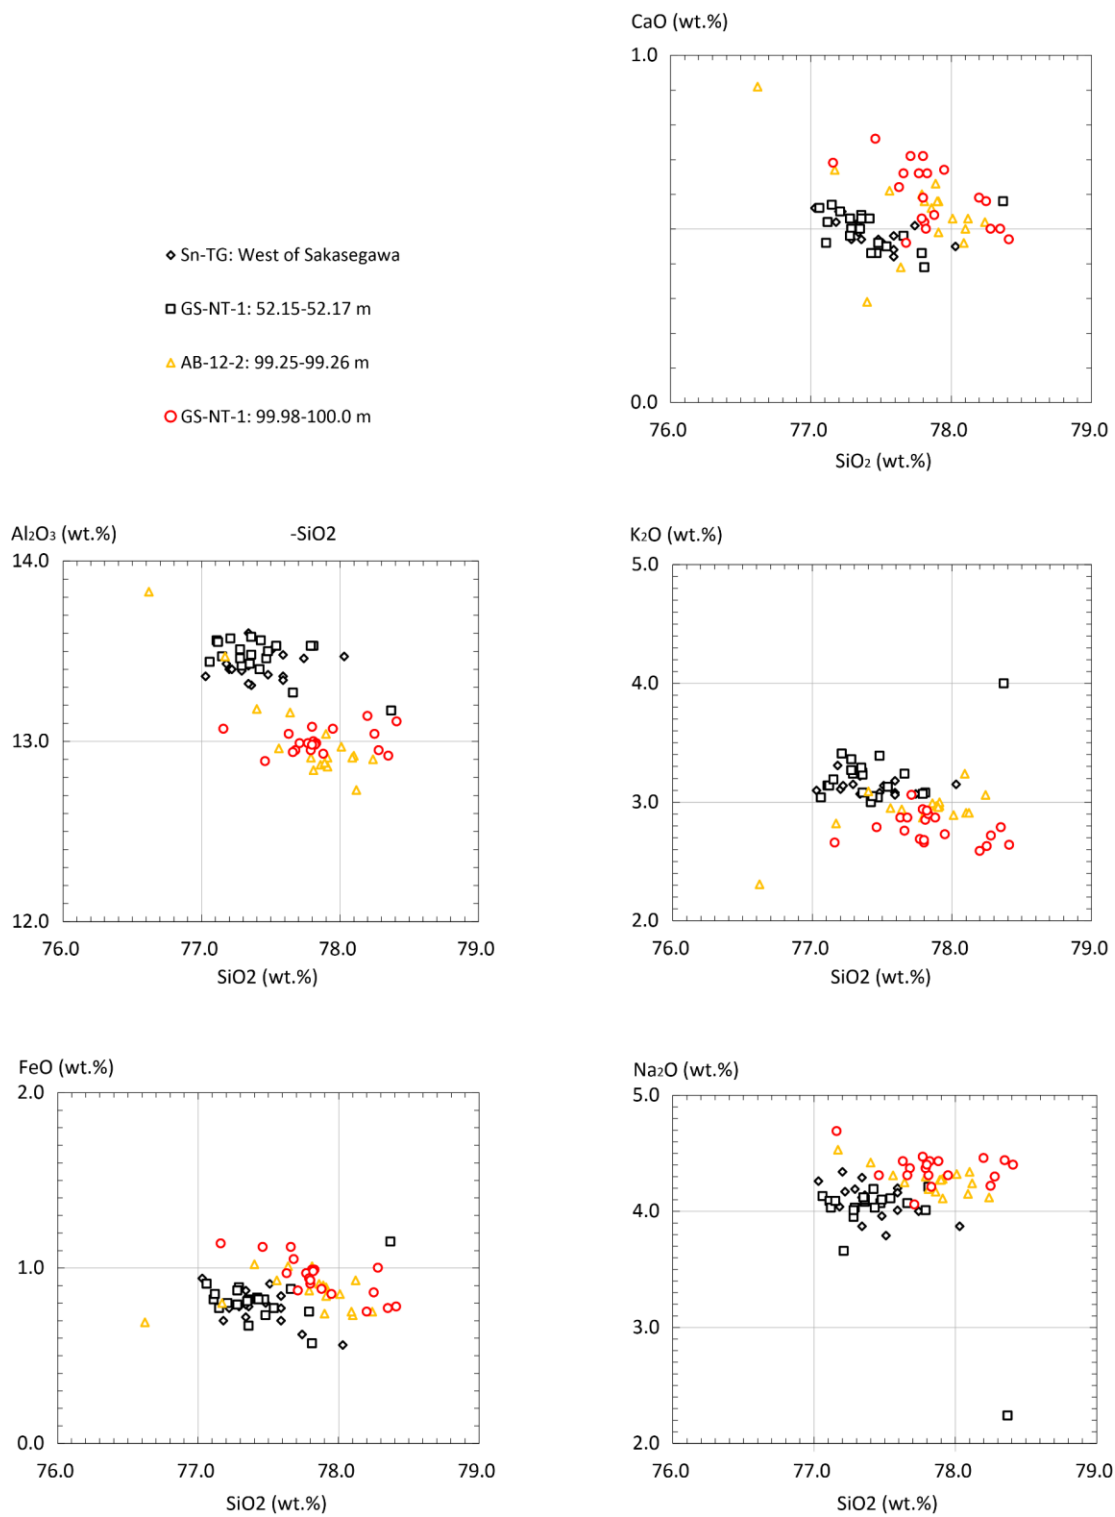 CaO (wt.%)
1.0
0.0
76.0 77.0 78.0 79.0
SiO₂ (wt.%)
Sn-TG: West of Sakasegawa
GS-NT-1: 52.15-52.17 m
AB-12-2: 99.25-99.26 m
GS-NT-1: 99.98-100.0 m
Al₂O₃ (wt.%)
-SiO2
14.0
13.0
12.0
76.0 77.0 78.0 79.0
SiO2 (wt.%)
K₂O (wt.%)
5.0
4.0
3.0
2.0
76.0 77.0 78.0 79.0
SiO2 (wt.%)
FeO (wt.%)
2.0
1.0
0.0
76.0 77.0 78.0 79.0
SiO2 (wt.%)
Na₂O (wt.%)
5.0
4.0
3.0
2.0
76.0 77.0 78.0 79.0
SiO2 (wt.%)